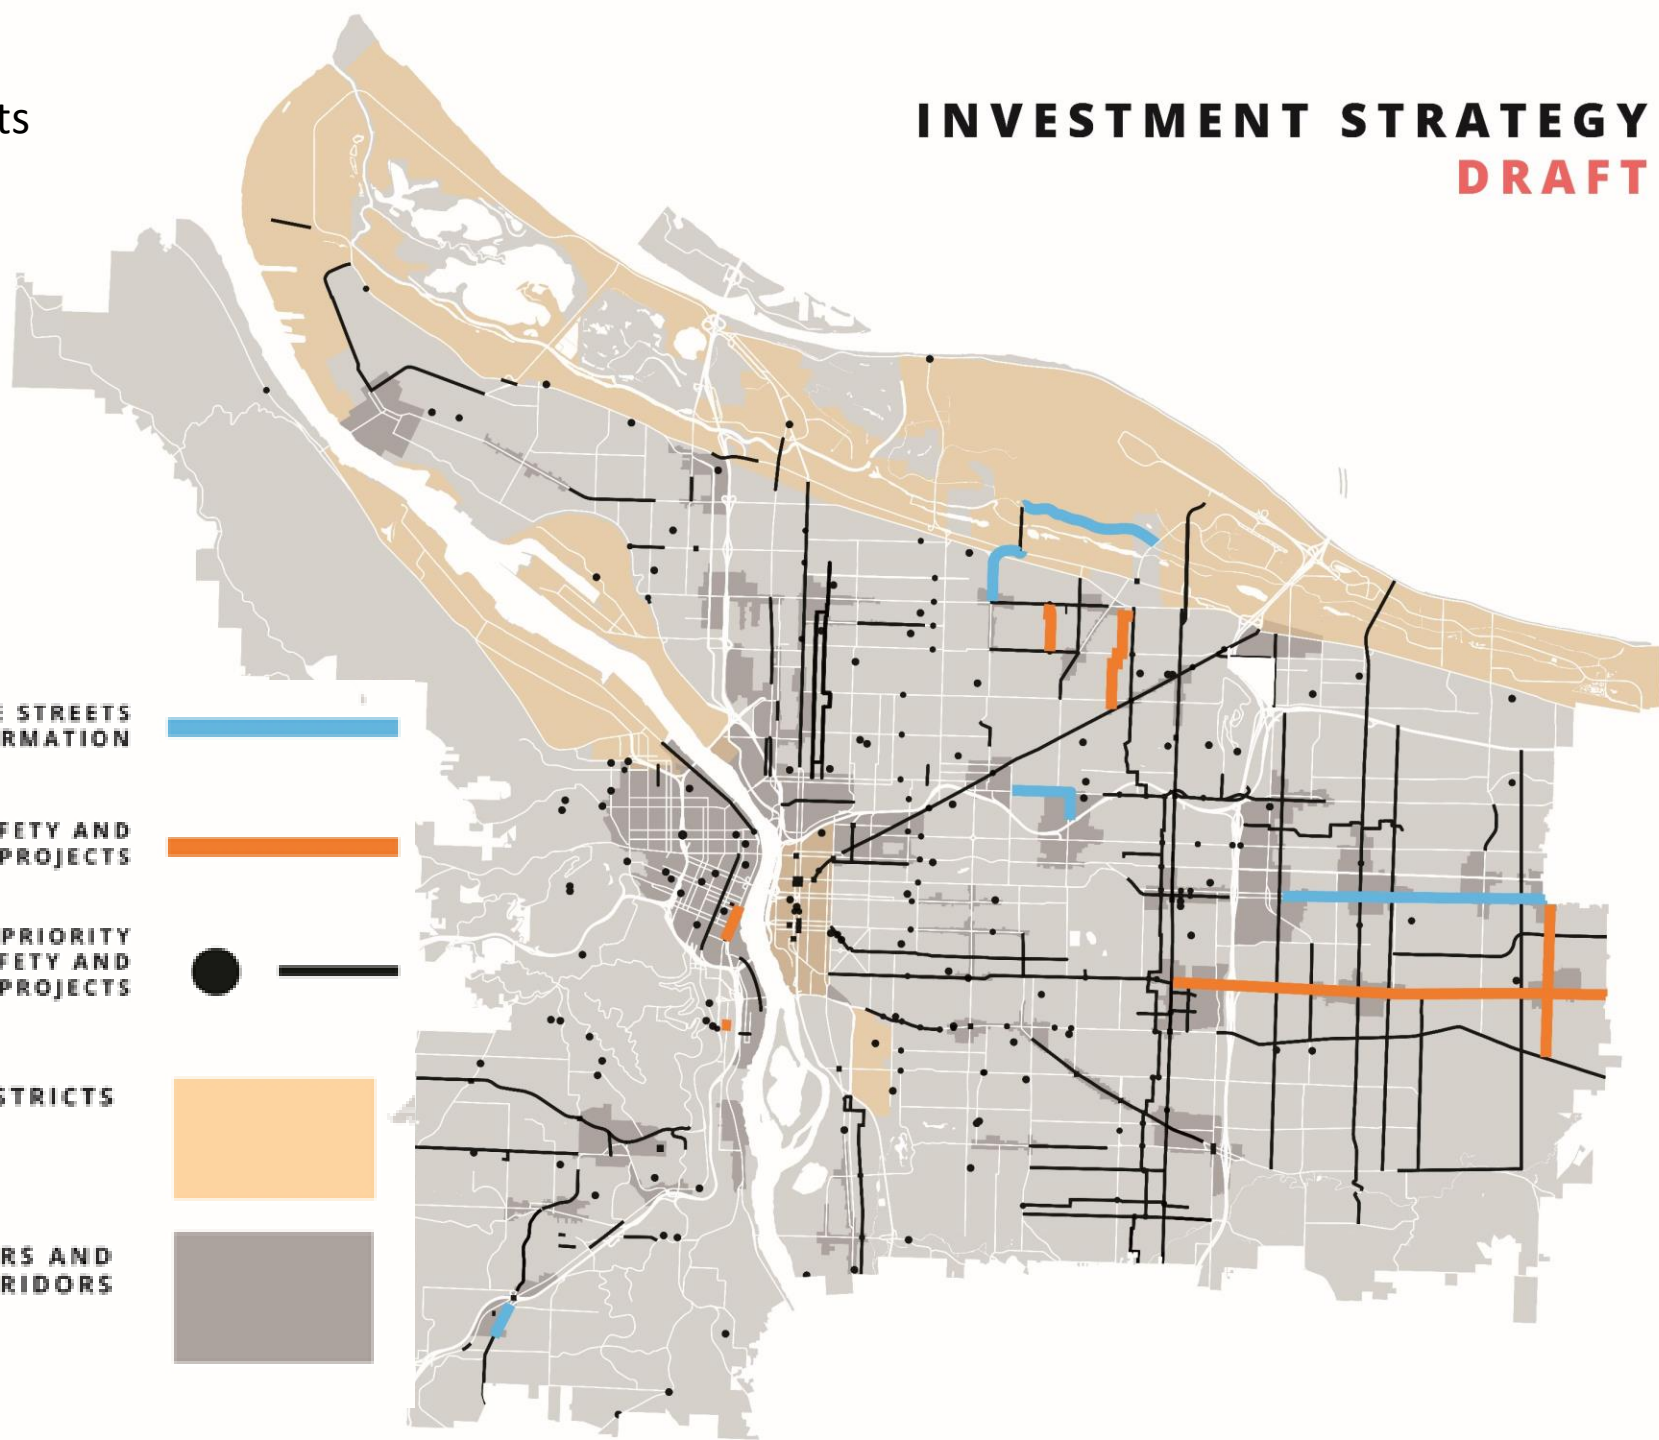 ts
INVESTMENT STRATEGY
DRAFT
E STREETS
RMATION
FETY AND
PROJECTS
PRIORITY
FETY AND
PROJECTS
STRICTS
RS AND
RIDORS